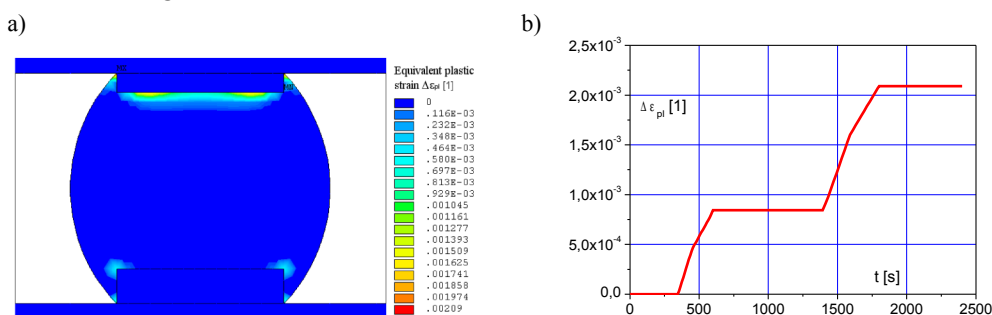 a)
b)
Equivalent plastic
strain Δεpl [1]
0
.116E-03
.232E-03
.348E-03
.464E-03
.580E-03
.697E-03
.813E-03
.929E-03
.001045
.001161
.001277
.001393
.001509
.001625
.001741
.001858
.001974
.00209
2,5x10⁻³
2,0x10⁻³
1,5x10⁻³
1,0x10⁻³
5,0x10⁻⁴
0,0
Δ ε pl [1]
t [s]
0 500 1000 1500 2000 2500